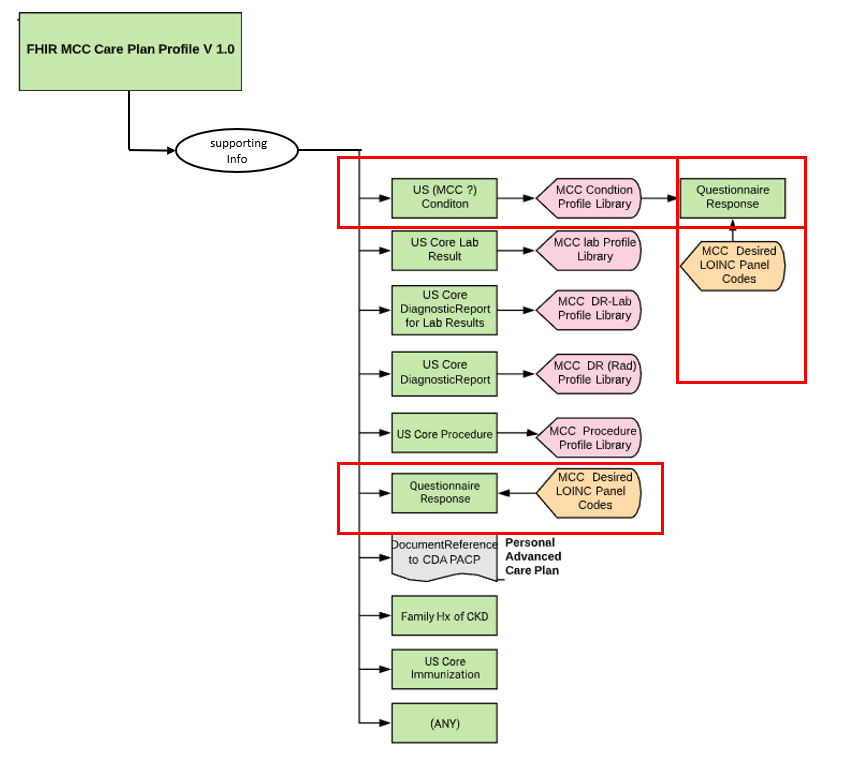 FHIR MCC Care Plan Profile V 1.0
supporting
Info
US (MCC ?)
Conditon
MCC Condtion
Profile Library
Questionnaire
Response
US Core Lab
Result
MCC lab Profile
Library
MCC Desired
LOINC Panel
Codes
US Core
DiagnosticReport
for Lab Results
MCC DR-Lab
Profile Library
US Core
DiagnosticReport
MCC DR (Rad)
Profile Library
US Core Procedure
MCC Procedure
Profile Library
Questionnaire
Response
MCC Desired
LOINC Panel
Codes
DocumentReference
to CDA PACP
Personal
Advanced
Care Plan
Family Hx of CKD
US Core
Immunization
(ANY)